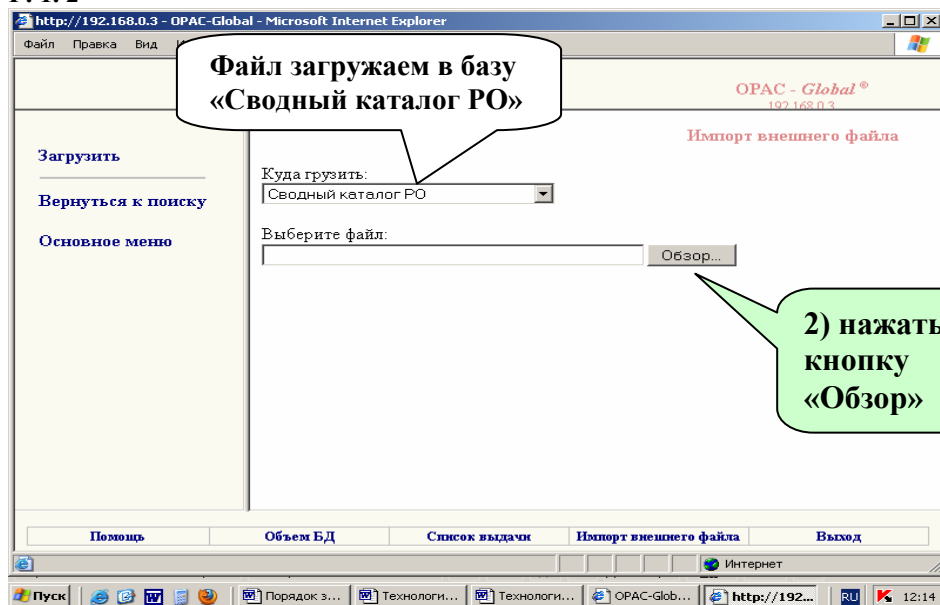 http://192.168.0.3 - OPAC-Global - Microsoft Internet Explorer
Файл Правка Вид
Файл загружаем в базу
«Сводный каталог РО»
OPAC - Global ®
192.168.0.3
Импорт внешнего файла
Загрузить
Вернуться к поиску
Основное меню
Куда грузить:
Сводный каталог РО
Выберите файл:
Обзор...
2) нажать
кнопку
«Обзор»
Помощь Объем БД Список выдачи Импорт внешнего файла Выход
Интернет
Пуск Порядок з... Технологи... Технологи... OPAC-Glob... http://192... RU 12:14